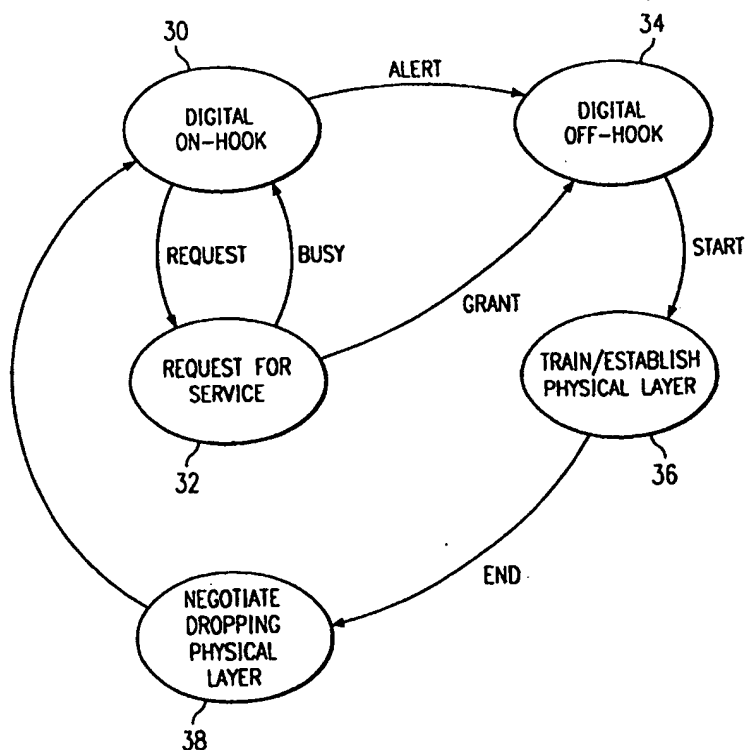 30
34
DIGITAL
ON-HOOK
ALERT
DIGITAL
OFF-HOOK
REQUEST
BUSY
GRANT
START
REQUEST FOR
SERVICE
TRAIN/ESTABLISH
PHYSICAL LAYER
32
36
END
NEGOTIATE
DROPPING
PHYSICAL
LAYER
38